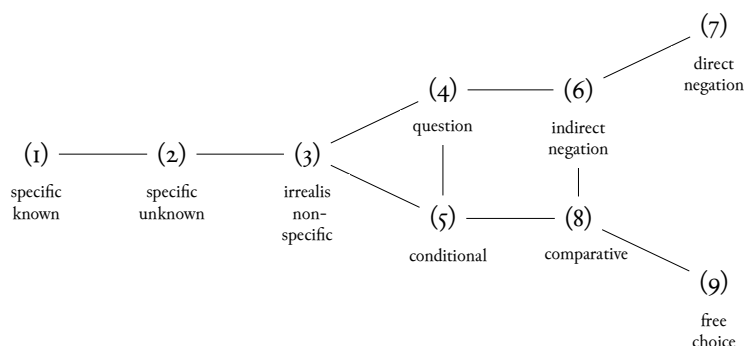 (7)
direct
negation
(4)
question
(6)
indirect
negation
(1)
specific
known
(2)
specific
unknown
(3)
irrealis
non-
specific
(5)
conditional
(8)
comparative
(9)
free
choice